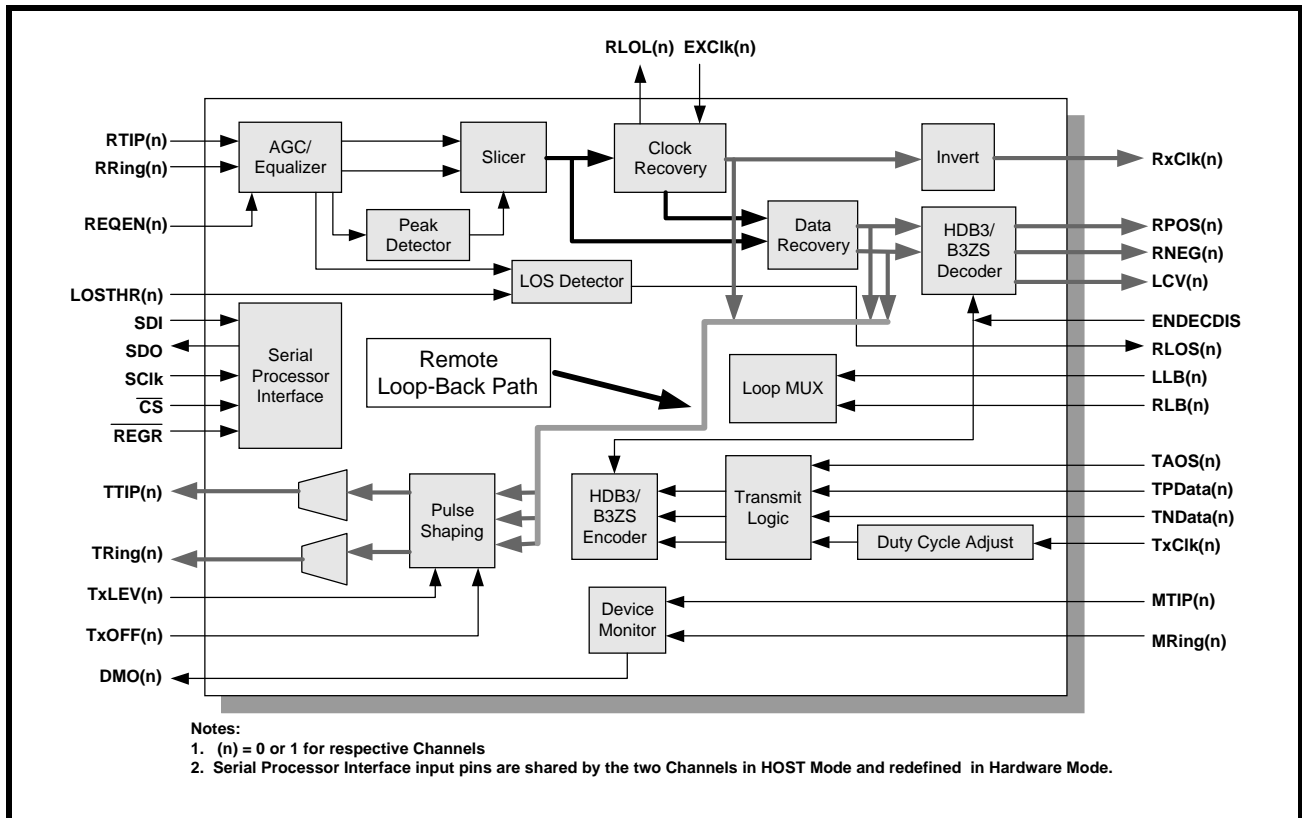 RLOL(n) EXClk(n)
RTIP(n)
RRing(n)
REQEN(n)
LOSTHR(n)
SDI
SDO
SClk
CS
REGR
TTIP(n)
TRing(n)
TxLEV(n)
TxOFF(n)
DMO(n)
AGC/
Equalizer
Peak
Detector
Slicer
LOS Detector
Clock
Recovery
Data
Recovery
Invert
HDB3/
B3ZS
Decoder
Serial
Processor
Interface
Remote
Loop-Back Path
Loop MUX
Pulse
Shaping
HDB3/
B3ZS
Encoder
Transmit
Logic
Duty Cycle Adjust
Device
Monitor
RxClk(n)
RPOS(n)
RNEG(n)
LCV(n)
ENDECDIS
RLOS(n)
LLB(n)
RLB(n)
TAOS(n)
TPData(n)
TNData(n)
TxClk(n)
MTIP(n)
MRing(n)
Notes:
1. (n) = 0 or 1 for respective Channels
2. Serial Processor Interface input pins are shared by the two Channels in HOST Mode and redefined in Hardware Mode.